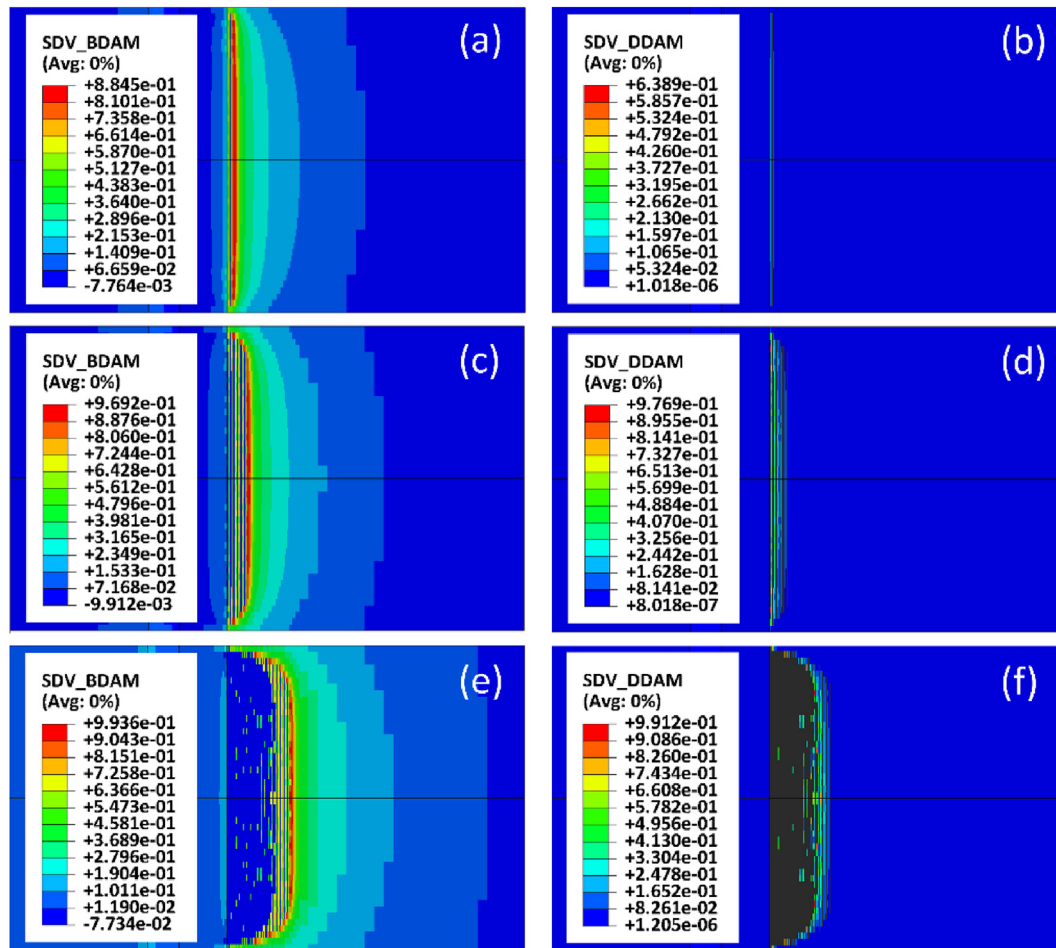 SDV_BDAM
(Avg: 0%)
+8.845e-01
+8.101e-01
+7.358e-01
+6.614e-01
+5.870e-01
+5.127e-01
+4.383e-01
+3.640e-01
+2.896e-01
+2.153e-01
+1.409e-01
+6.659e-02
-7.764e-03
(a)
SDV_DDAM
(Avg: 0%)
+6.389e-01
+5.857e-01
+5.324e-01
+4.792e-01
+4.260e-01
+3.727e-01
+3.195e-01
+2.662e-01
+2.130e-01
+1.597e-01
+1.065e-01
+5.324e-02
+1.018e-06
(b)
SDV_BDAM
(Avg: 0%)
+9.692e-01
+8.876e-01
+8.060e-01
+7.244e-01
+6.428e-01
+5.612e-01
+4.796e-01
+3.981e-01
+3.165e-01
+2.349e-01
+1.533e-01
+7.168e-02
-9.912e-03
(c)
SDV_DDAM
(Avg: 0%)
+9.769e-01
+8.955e-01
+8.141e-01
+7.327e-01
+6.513e-01
+5.699e-01
+4.884e-01
+4.070e-01
+3.256e-01
+2.442e-01
+1.628e-01
+8.141e-02
+8.018e-07
(d)
SDV_BDAM
(Avg: 0%)
+9.936e-01
+9.043e-01
+8.151e-01
+7.258e-01
+6.366e-01
+5.473e-01
+4.581e-01
+3.689e-01
+2.796e-01
+1.904e-01
+1.011e-01
+1.190e-02
-7.734e-02
(e)
SDV_DDAM
(Avg: 0%)
+9.912e-01
+9.086e-01
+8.260e-01
+7.434e-01
+6.608e-01
+5.782e-01
+4.956e-01
+4.130e-01
+3.304e-01
+2.478e-01
+1.652e-01
+8.261e-02
+1.205e-06
(f)